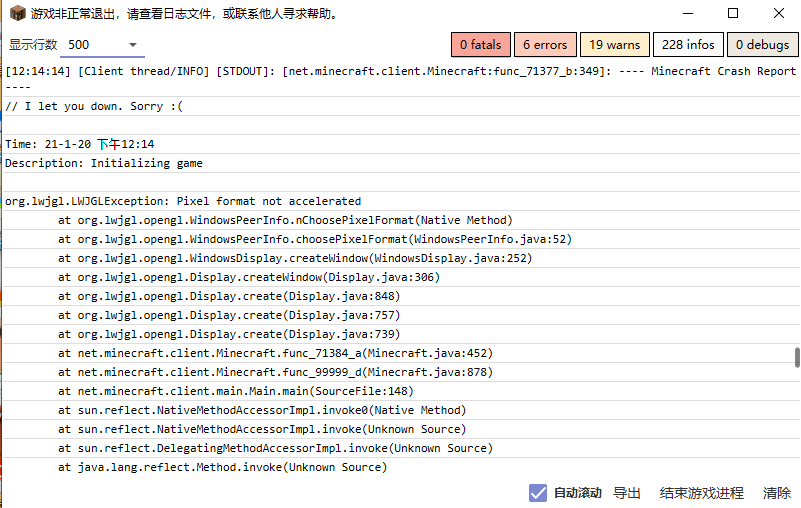 游戏非正常退出，请查看日志文件，或联系他人寻求帮助。
显示行数 500 0 fatals 6 errors 19 warns 228 infos 0 debugs
[12:14:14] [Client thread/INFO] [STDOUT]: [net.minecraft.client.Minecraft:func_71377_b:349]: ---- Minecraft Crash Report
----
// I let you down. Sorry :(
Time: 21-1-20 下午12:14
Description: Initializing game
org.lwjgl.LWJGLException: Pixel format not accelerated
at org.lwjgl.opengl.WindowsPeerInfo.nChoosePixelFormat(Native Method)
at org.lwjgl.opengl.WindowsPeerInfo.choosePixelFormat(WindowsPeerInfo.java:52)
at org.lwjgl.opengl.WindowsDisplay.createWindow(WindowsDisplay.java:252)
at org.lwjgl.opengl.Display.createWindow(Display.java:306)
at org.lwjgl.opengl.Display.create(Display.java:848)
at org.lwjgl.opengl.Display.create(Display.java:757)
at org.lwjgl.opengl.Display.create(Display.java:739)
at net.minecraft.client.Minecraft.func_71384_a(Minecraft.java:452)
at net.minecraft.client.Minecraft.func_99999_d(Minecraft.java:878)
at net.minecraft.client.main.Main.main(SourceFile:148)
at sun.reflect.NativeMethodAccessorImpl.invoke0(Native Method)
at sun.reflect.NativeMethodAccessorImpl.invoke(Unknown Source)
at sun.reflect.DelegatingMethodAccessorImpl.invoke(Unknown Source)
at java.lang.reflect.Method.invoke(Unknown Source)
自动滚动 导出 结束游戏进程 清除